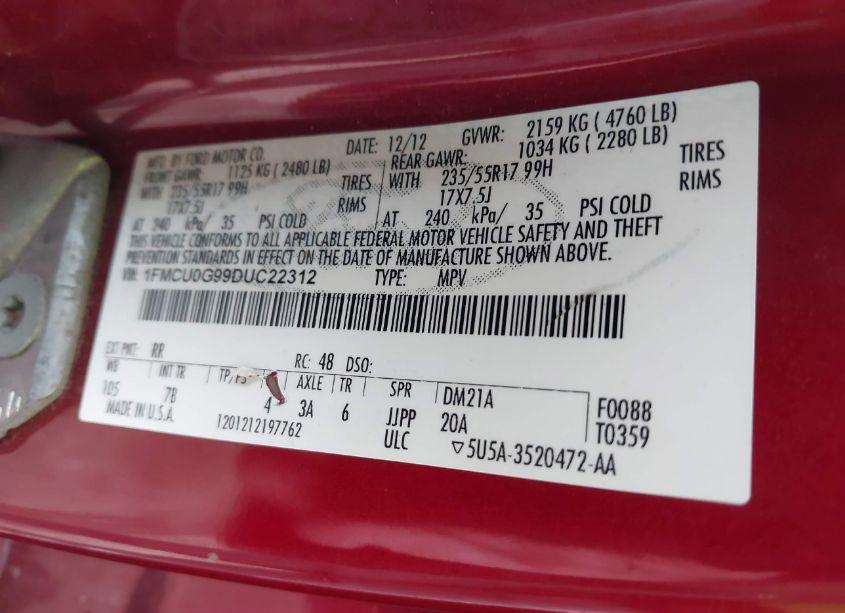 MFD. BY FORD MOTOR CO.
DATE: 12/12 GVWR: 2159 KG ( 4760 LB)
FRONT GAWR: 1125 KG ( 2480 LB) REAR GAWR: 1034 KG ( 2280 LB)
WITH 235/55R17 99H TIRES WITH 235/55R17 99H TIRES
17X7.5J RIMS 17X7.5J RIMS
AT 240 kPa/ 35 PSI COLD AT 240 kPa/ 35 PSI COLD
THIS VEHICLE CONFORMS TO ALL APPLICABLE FEDERAL MOTOR VEHICLE SAFETY AND THEFT
PREVENTION STANDARDS IN EFFECT ON THE DATE OF MANUFACTURE SHOWN ABOVE.
VIN: 1FMCU0G99DUC22312 TYPE: MPV
EXT PNT: RR RC: 48 DSO:
WB INT TR TP/PS AXLE TR SPR DM21A F0088
105 7B 4 3A 6 JJPP 20A T0359
MADE IN U.S.A. 1201212197762 ULC ▽5U5A-3520472-AA